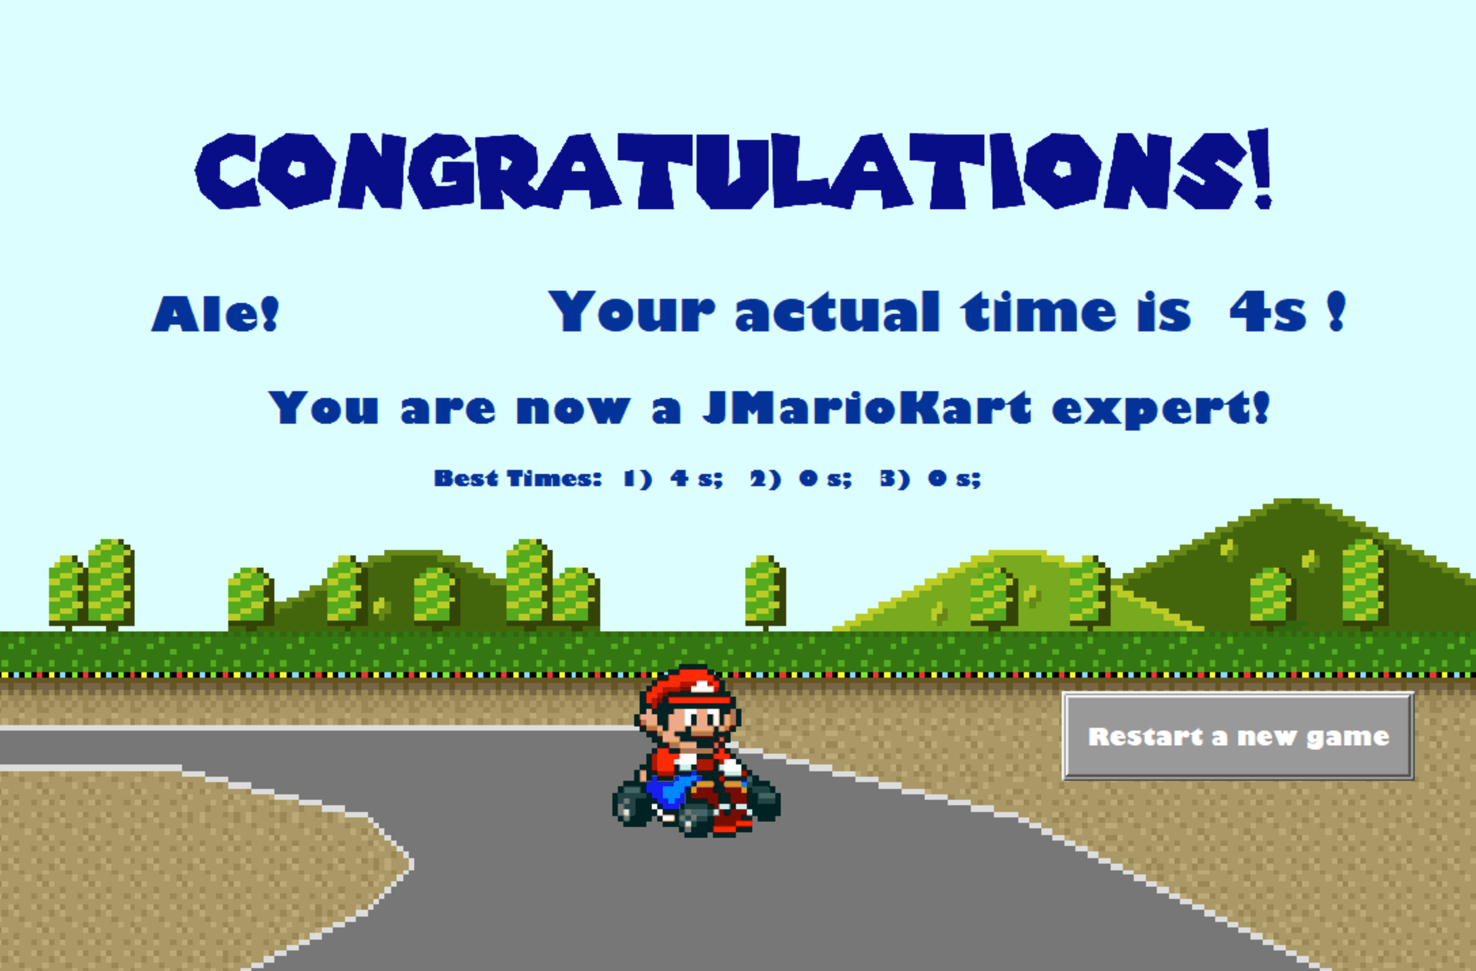 CONGRATULATIONS!
Ale! Your actual time is 4s !
You are now a JMarioKart expert!
Best Times: 1) 4 s; 2) 0 s; 3) 0 s;
Restart a new game